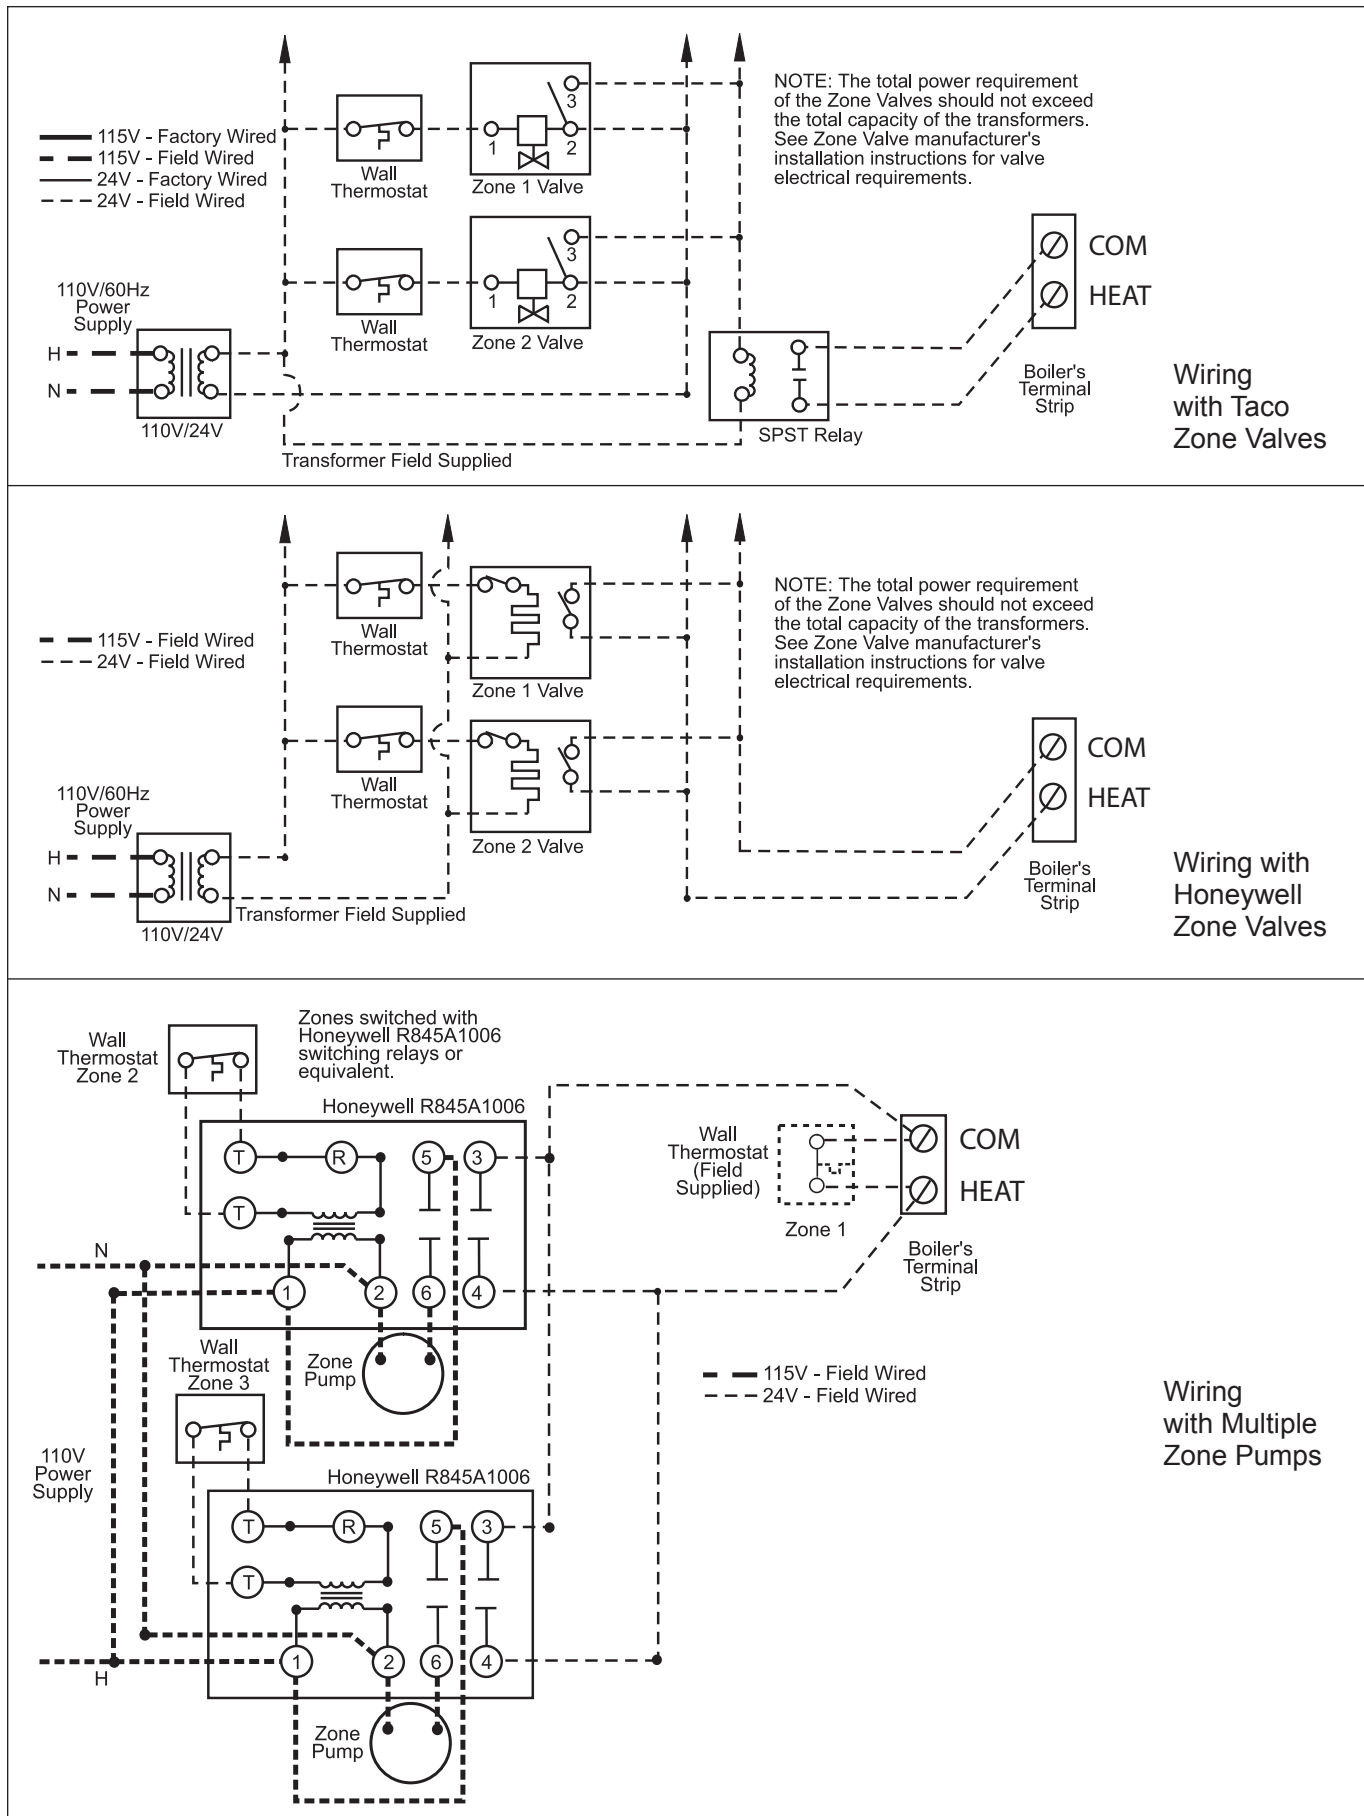 NOTE: The total power requirement
of the Zone Valves should not exceed
the total capacity of the transformers.
See Zone Valve manufacturer's
installation instructions for valve
electrical requirements.
115V - Factory Wired
115V - Field Wired
24V - Factory Wired
24V - Field Wired
Wall
Thermostat
1
2
3
Zone 1 Valve
Wall
Thermostat
1
2
3
Zone 2 Valve
110V/60Hz
Power
Supply
H
N
110V/24V
Transformer Field Supplied
SPST Relay
COM
HEAT
Boiler's
Terminal
Strip
Wiring
with Taco
Zone Valves
NOTE: The total power requirement
of the Zone Valves should not exceed
the total capacity of the transformers.
See Zone Valve manufacturer's
installation instructions for valve
electrical requirements.
115V - Field Wired
24V - Field Wired
Wall
Thermostat
Zone 1 Valve
Wall
Thermostat
Zone 2 Valve
110V/60Hz
Power
Supply
H
N
110V/24V
Transformer Field Supplied
COM
HEAT
Boiler's
Terminal
Strip
Wiring with
Honeywell
Zone Valves
Wall
Thermostat
Zone 2
Zones switched with
Honeywell R845A1006
switching relays or
equivalent.
Honeywell R845A1006
T
R
5
3
T
N
1
2
6
4
Zone
Pump
Wall
Thermostat
(Field
Supplied)
Zone 1
COM
HEAT
Boiler's
Terminal
Strip
Wall
Thermostat
Zone 3
115V - Field Wired
24V - Field Wired
110V
Power
Supply
Honeywell R845A1006
T
R
5
3
T
H
1
2
6
4
Zone
Pump
Wiring
with Multiple
Zone Pumps